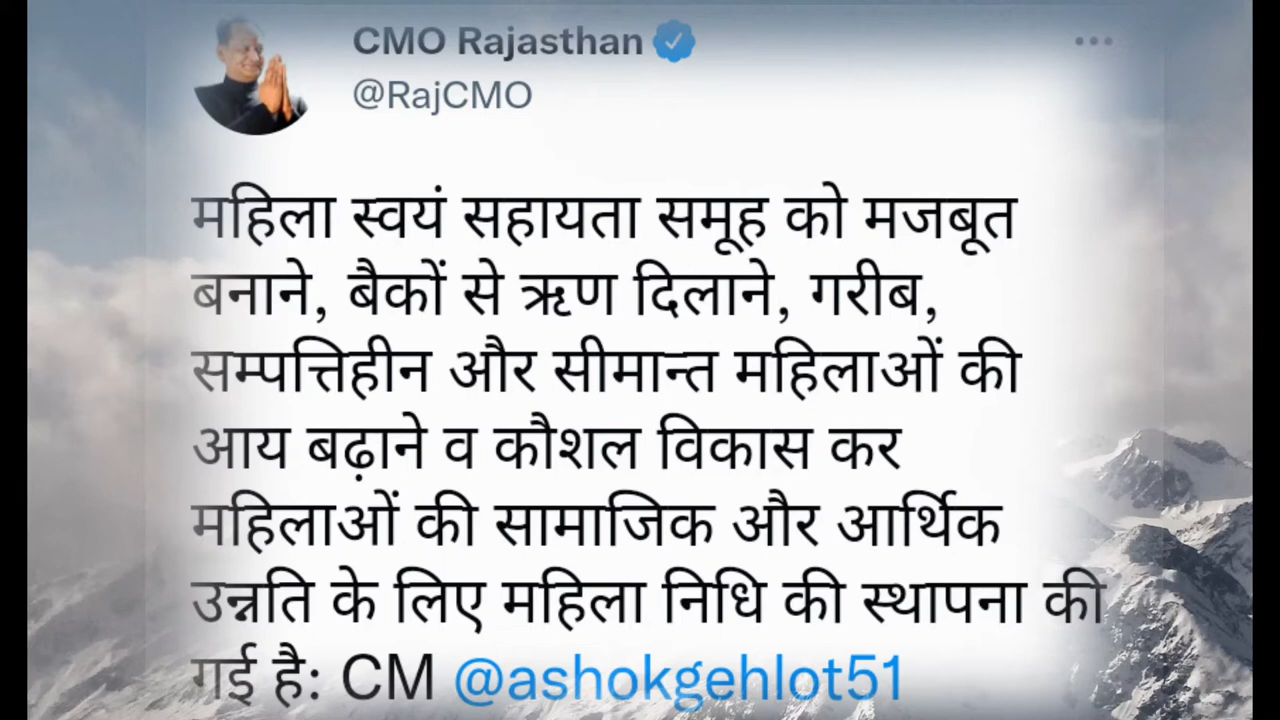 CMO Rajasthan
@RajCMO
महिला स्वयं सहायता समूह को मजबूत
बनाने, बैकों से ऋण दिलाने, गरीब,
सम्पत्तिहीन और सीमान्त महिलाओं की
आय बढ़ाने व कौशल विकास कर
महिलाओं की सामाजिक और आर्थिक
उन्नति के लिए महिला निधि की स्थापना की
गई है: CM @ashokgehlot51